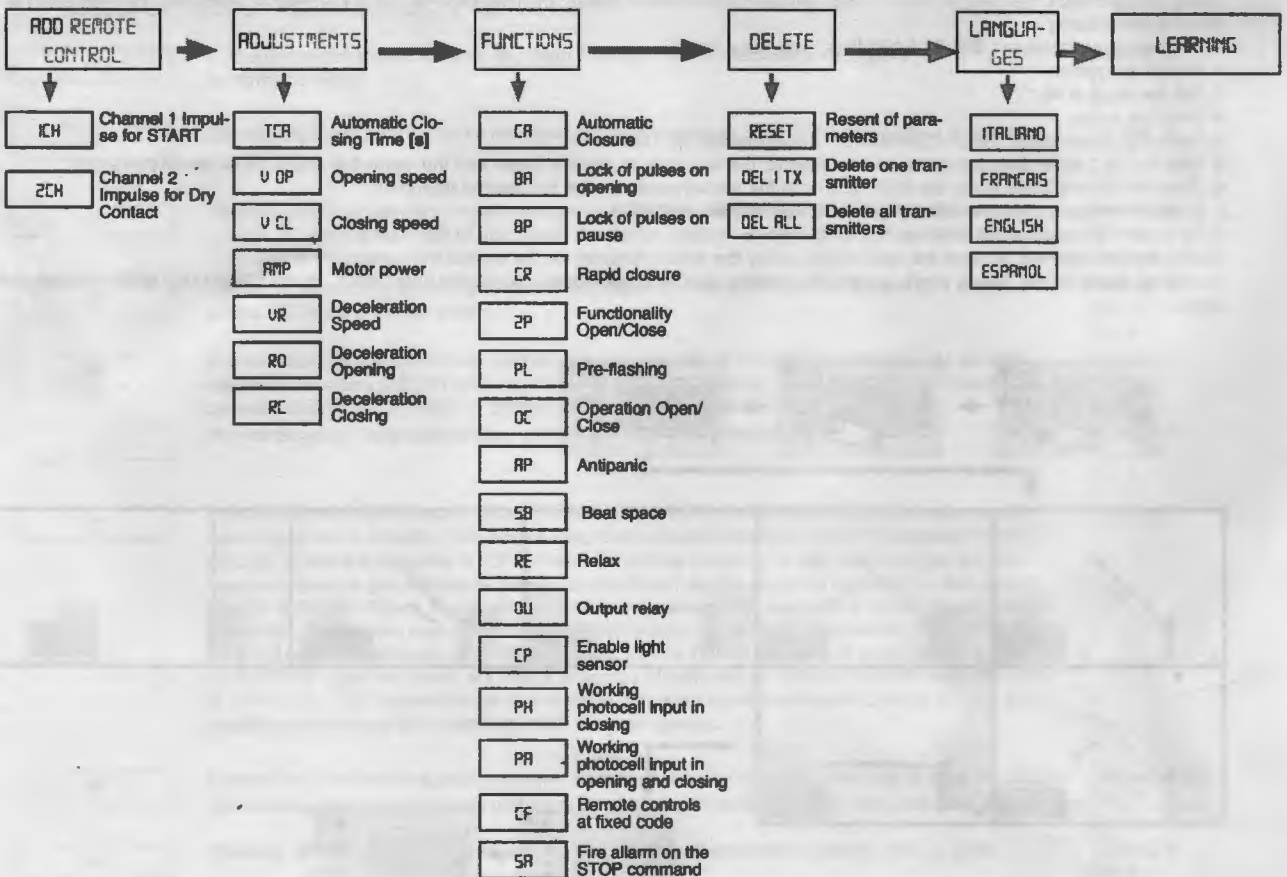 ADD REMOTE
CONTROL
ADJUSTMENTS
FUNCTIONS
DELETE
LANGUA-
GES
LEARNING
1CH
Channel 1 Impul-
se for START
2CH
Channel 2
Impulse for Dry
Contact
TCA
Automatic Clo-
sing Time [s]
V OP
Opening speed
V CL
Closing speed
AMP
Motor power
VR
Deceleration
Speed
RO
Deceleration
Opening
RC
Deceleration
Closing
CA
Automatic
Closure
BA
Lock of pulses on
opening
BP
Lock of pulses on
pause
CR
Rapid closure
2P
Functionality
Open/Close
PL
Pre-flashing
OC
Operation Open/
Close
AP
Antipanic
SB
Beat space
RE
Relax
OU
Output relay
CP
Enable light
sensor
PH
Working
photocell input in
closing
PA
Working
photocell input in
opening and closing
CF
Remote controls
at fixed code
SA
Fire allarm on the
STOP command
RESET
Resent of para-
meters
DEL 1 TX
Delete one tran-
smitter
DEL ALL
Delete all tran-
smitters
ITALIANO
FRANCAIS
ENGLISH
ESPANOL